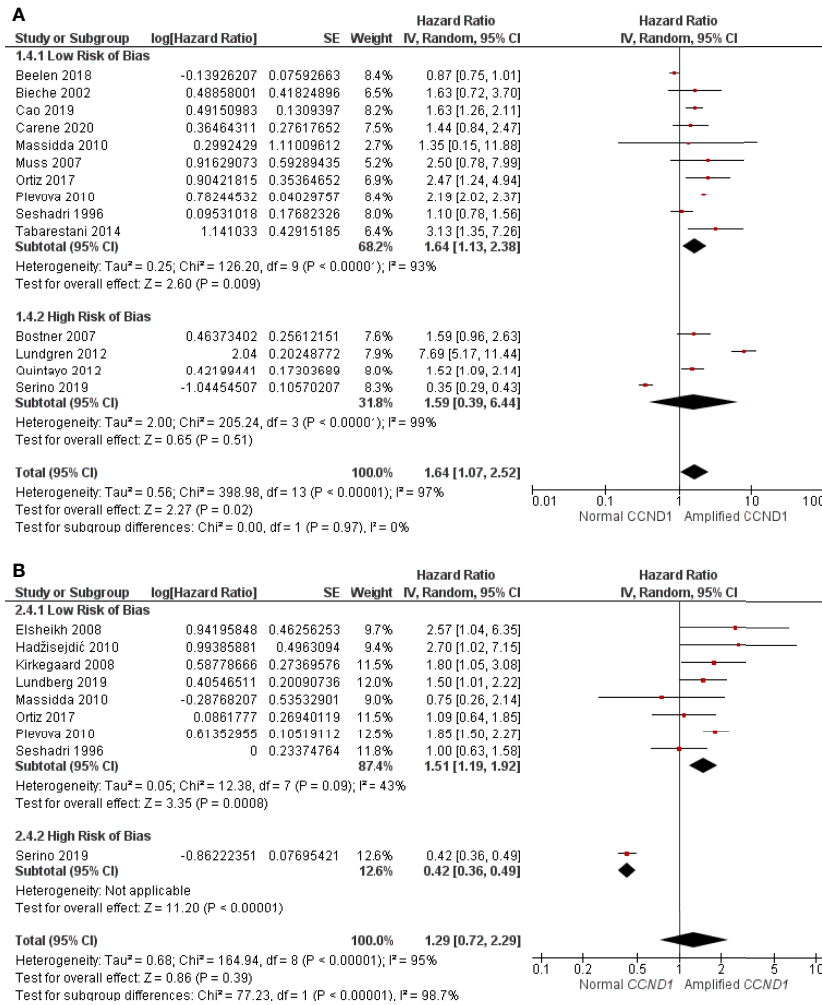 A
Hazard Ratio Hazard Ratio
Study or Subgroup log[Hazard Ratio] SE Weight IV, Random, 95% CI IV, Random, 95% CI
1.4.1 Low Risk of Bias
Beelen 2018 -0.13926207 0.07592663 8.4% 0.87 [0.75, 1.01]
Bieche 2002 0.48858001 0.41824896 6.5% 1.63 [0.72, 3.70]
Cao 2019 0.49150983 0.1309397 8.2% 1.63 [1.26, 2.11]
Carene 2020 0.36464311 0.27617652 7.5% 1.44 [0.84, 2.47]
Massidda 2010 0.2992429 1.11009612 2.7% 1.35 [0.15, 11.88]
Muss 2007 0.91629073 0.59289435 5.2% 2.50 [0.78, 7.99]
Ortiz 2017 0.90421815 0.35364652 6.9% 2.47 [1.24, 4.94]
Plevova 2010 0.78244532 0.04029757 8.4% 2.19 [2.02, 2.37]
Seshadri 1996 0.09531018 0.17682326 8.0% 1.10 [0.78, 1.56]
Tabarestani 2014 1.141033 0.42915185 6.4% 3.13 [1.35, 7.26]
Subtotal (95% CI) 68.2% 1.64 [1.13, 2.38]
Heterogeneity: Tau² = 0.25; Chi² = 126.20, df = 9 (P < 0.00001); I² = 93%
Test for overall effect: Z = 2.60 (P = 0.009)
1.4.2 High Risk of Bias
Bostner 2007 0.46373402 0.25612151 7.6% 1.59 [0.96, 2.63]
Lundgren 2012 2.04 0.20248772 7.9% 7.69 [5.17, 11.44]
Quintayo 2012 0.42199441 0.17303689 8.0% 1.52 [1.09, 2.14]
Serino 2019 -1.04454507 0.10570207 8.3% 0.35 [0.29, 0.43]
Subtotal (95% CI) 31.8% 1.59 [0.39, 6.44]
Heterogeneity: Tau² = 2.00; Chi² = 205.24, df = 3 (P < 0.00001); I² = 99%
Test for overall effect: Z = 0.65 (P = 0.51)
Total (95% CI) 100.0% 1.64 [1.07, 2.52]
Heterogeneity: Tau² = 0.56; Chi² = 398.98, df = 13 (P < 0.00001); I² = 97%
Test for overall effect: Z = 2.27 (P = 0.02)
Test for subgroup differences: Chi² = 0.00, df = 1 (P = 0.97), I² = 0%
0.01 0.1 1 10 100
Normal CCND1 Amplified CCND1
B
Hazard Ratio Hazard Ratio
Study or Subgroup log[Hazard Ratio] SE Weight IV, Random, 95% CI IV, Random, 95% CI
2.4.1 Low Risk of Bias
Elsheikh 2008 0.94195848 0.46256253 9.7% 2.57 [1.04, 6.35]
Hadžisejdić 2010 0.99385881 0.4963094 9.4% 2.70 [1.02, 7.15]
Kirkegaard 2008 0.58778666 0.27369576 11.5% 1.80 [1.05, 3.08]
Lundberg 2019 0.40546511 0.20090736 12.2% 1.50 [1.01, 2.22]
Massidda 2010 -0.28768207 0.53532901 9.0% 0.75 [0.26, 2.14]
Ortiz 2017 0.0861777 0.26940119 11.5% 1.09 [0.64, 1.85]
Plevova 2010 0.61352955 0.10519112 12.5% 1.85 [1.50, 2.27]
Seshadri 1996 0 0.23374764 11.8% 1.00 [0.63, 1.58]
Subtotal (95% CI) 87.4% 1.51 [1.19, 1.92]
Heterogeneity: Tau² = 0.05; Chi² = 12.38, df = 7 (P = 0.09); I² = 43%
Test for overall effect: Z = 3.35 (P = 0.0008)
2.4.2 High Risk of Bias
Serino 2019 -0.86222351 0.07695421 12.6% 0.42 [0.36, 0.49]
Subtotal (95% CI) 12.6% 0.42 [0.36, 0.49]
Heterogeneity: Not applicable
Test for overall effect: Z = 11.20 (P < 0.00001)
Total (95% CI) 100.0% 1.29 [0.72, 2.29]
Heterogeneity: Tau² = 0.68; Chi² = 164.94, df = 8 (P < 0.00001); I² = 95%
Test for overall effect: Z = 0.86 (P = 0.39)
Test for subgroup differences: Chi² = 77.23, df = 1 (P < 0.00001), I² = 98.7%
0.1 0.2 0.5 1 2 5 10
Normal CCND1 Amplified CCND1